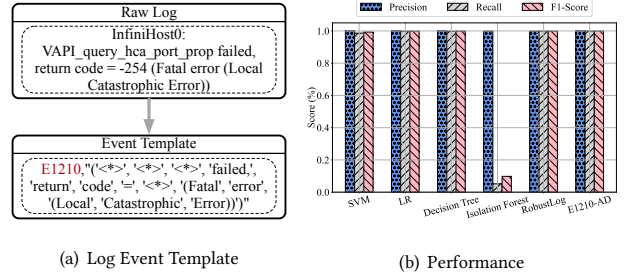 Raw Log
InfiniHost0:
VAPI_query_hca_port_prop failed,
return code = -254 (Fatal error (Local
Catastrophic Error))
Event Template
E1210,"('<*>', '<*>', '<*>', 'failed,',
'return', 'code', '=', '<*>', '(Fatal', 'error',
'(Local', 'Catastrophic', 'Error))')"
(a) Log Event Template
Precision
Recall
F1-Score
Score (%)
1.0
0.8
0.6
0.4
0.2
0.0
SVM
LR
Decision Tree
Isolation Forest
RobustLog
E1210-AD
(b) Performance